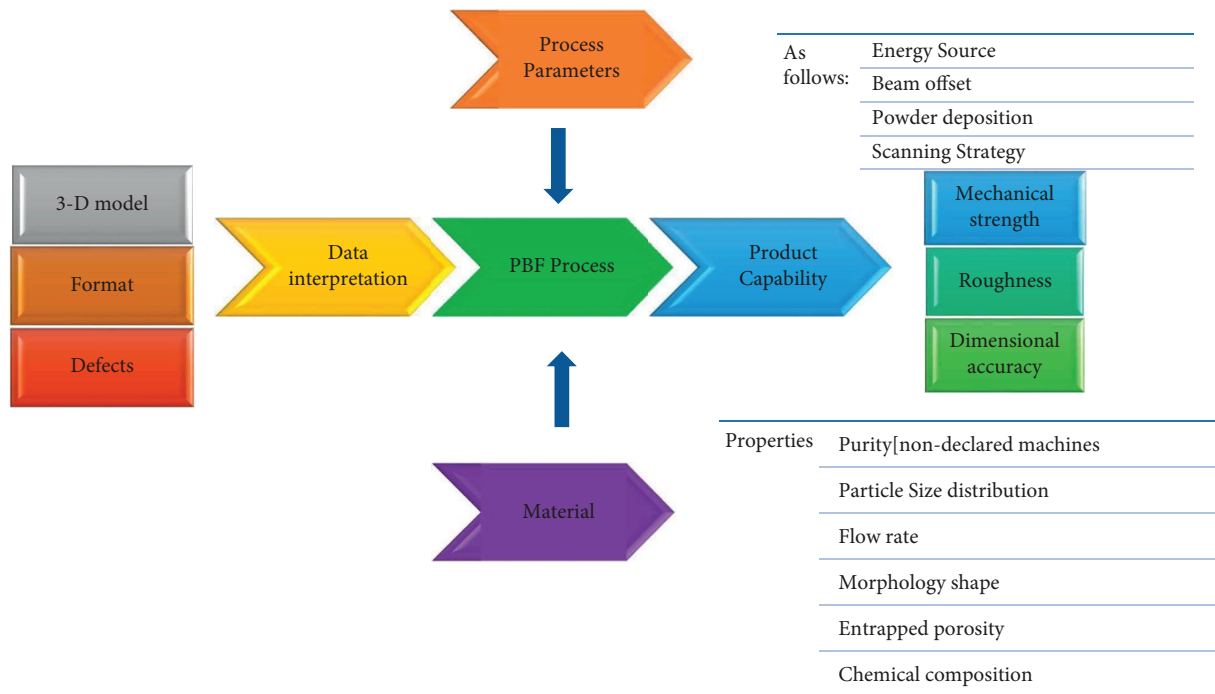 Process
Parameters
As
follows:
Energy Source
Beam offset
Powder deposition
Scanning Strategy
3-D model
Format
Defects
Data
interpretation
PBF Process
Product
Capability
Mechanical
strength
Roughness
Dimensional
accuracy
Material
Properties
Purity[non-declared machines
Particle Size distribution
Flow rate
Morphology shape
Entrapped porosity
Chemical composition